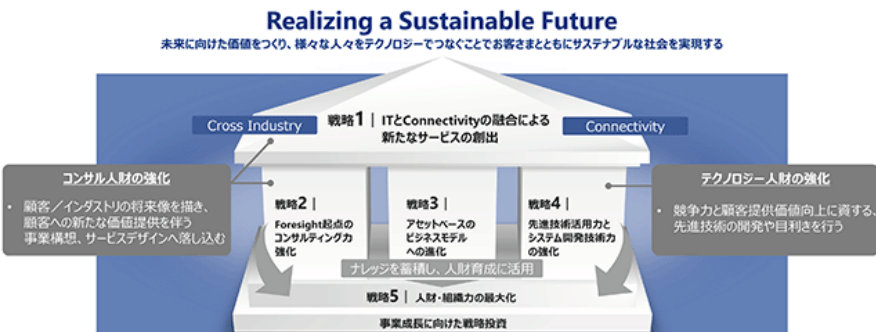 Realizing a Sustainable Future
未来に向けた価値をつくり、様々な人々をテクノロジーでつなぐことでお客さまとともにサステナブルな社会を実現する
Cross Industry
戦略1｜ITとConnectivityの融合による
新たなサービスの創出
Connectivity
コンサル人財の強化
• 顧客／インダストリの将来像を描き、
顧客への新たな価値提供を伴う
事業構想、サービスデザインへ落し込む
戦略2｜
Foresight起点の
コンサルティング力
強化
戦略3｜
アセットベースの
ビジネスモデル
への進化
戦略4｜
先進技術活用力と
システム開発技術力
の強化
テクノロジー人財の強化
• 競争力と顧客提供価値向上に資する、
先進技術の開発や目利きを行う
ナレッジを蓄積し、人財育成に活用
戦略5｜人財・組織力の最大化
事業成長に向けた戦略投資